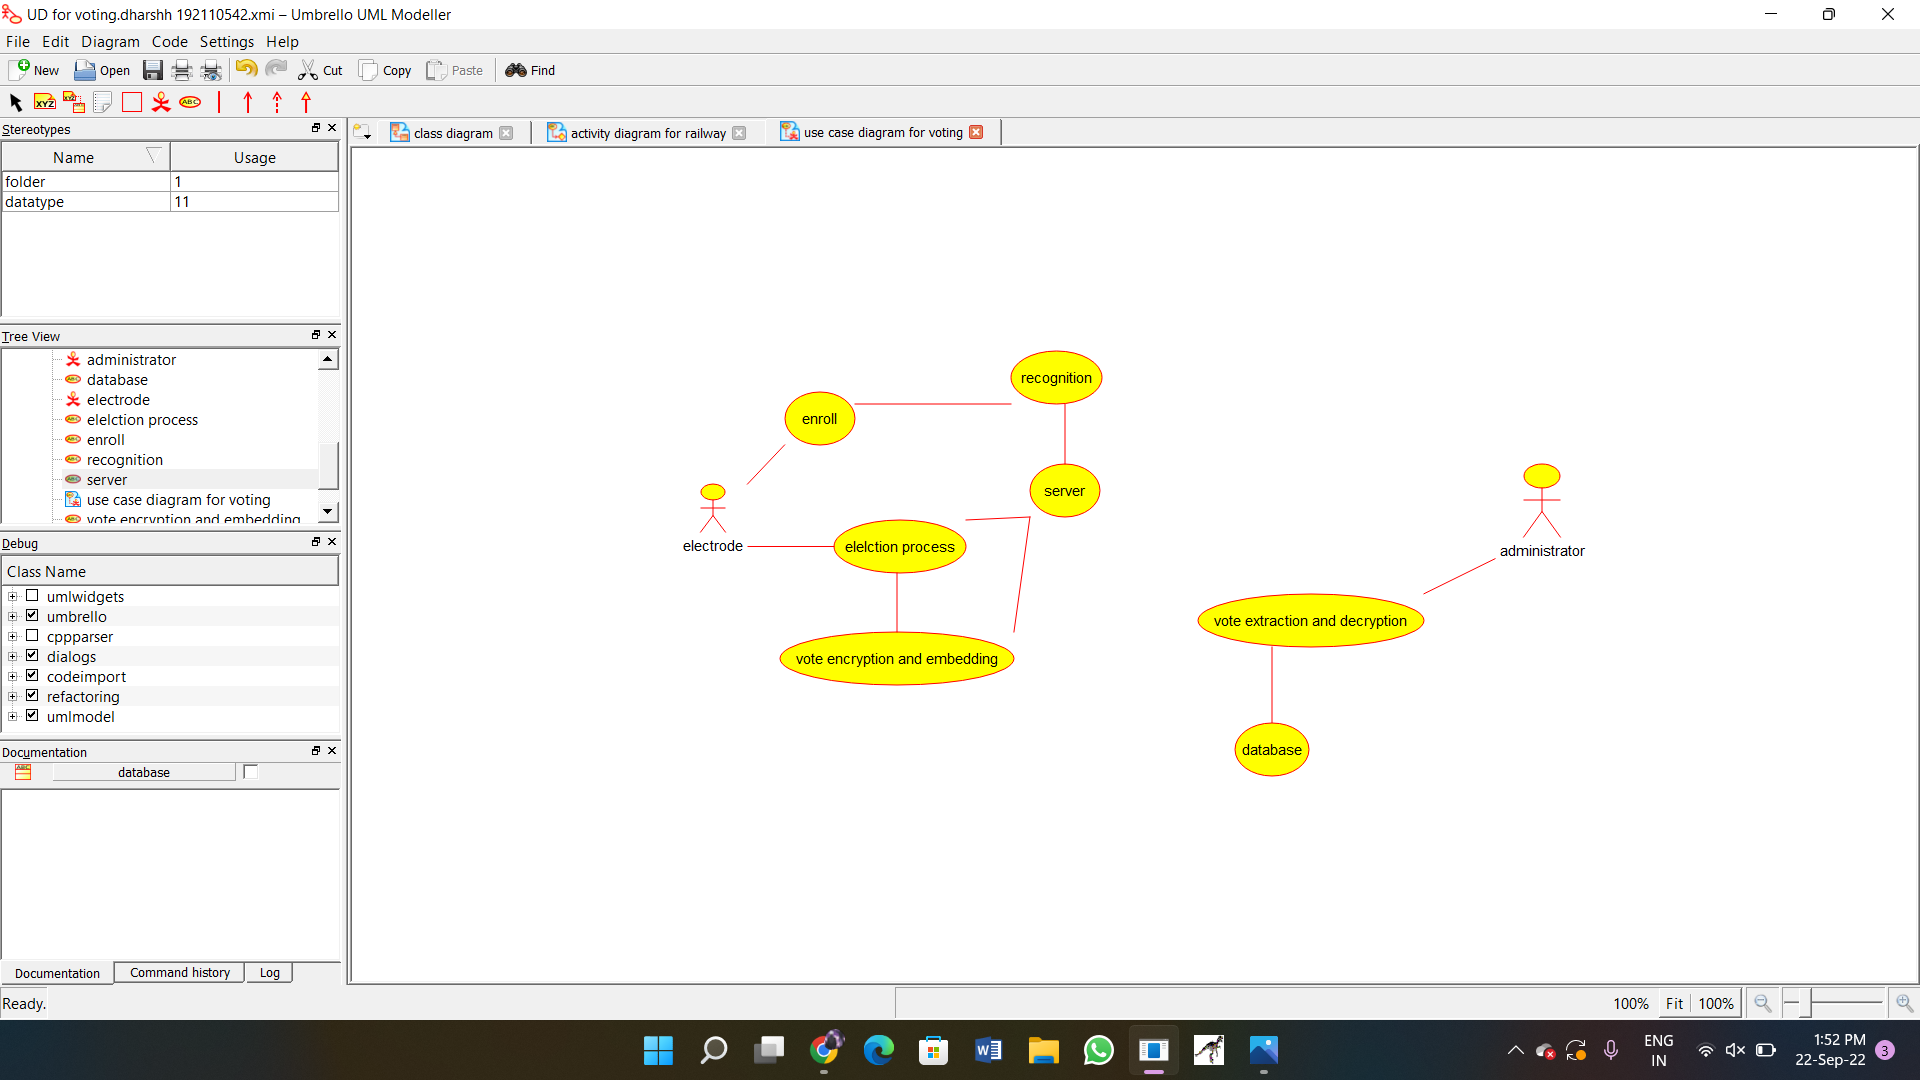 UD for voting.dharshh 192110542.xmi – Umbrello UML Modeller
File Edit Diagram Code Settings Help
New Open Cut Copy Paste Find
XYZ XYZ ABC
Stereotypes
Name Usage
folder 1
datatype 11
Tree View
administrator
database
electrode
elelction process
enroll
recognition
server
use case diagram for voting
vote encryption and embedding
Debug
Class Name
umlwidgets
umbrello
cppparser
dialogs
codeimport
refactoring
umlmodel
Documentation
database
Documentation Command history Log
class diagram activity diagram for railway use case diagram for voting
recognition
enroll
server
electrode
elelction process
vote encryption and embedding
administrator
vote extraction and decryption
database
Ready.
100% Fit 100%
ENG
IN
1:52 PM
22-Sep-22
3